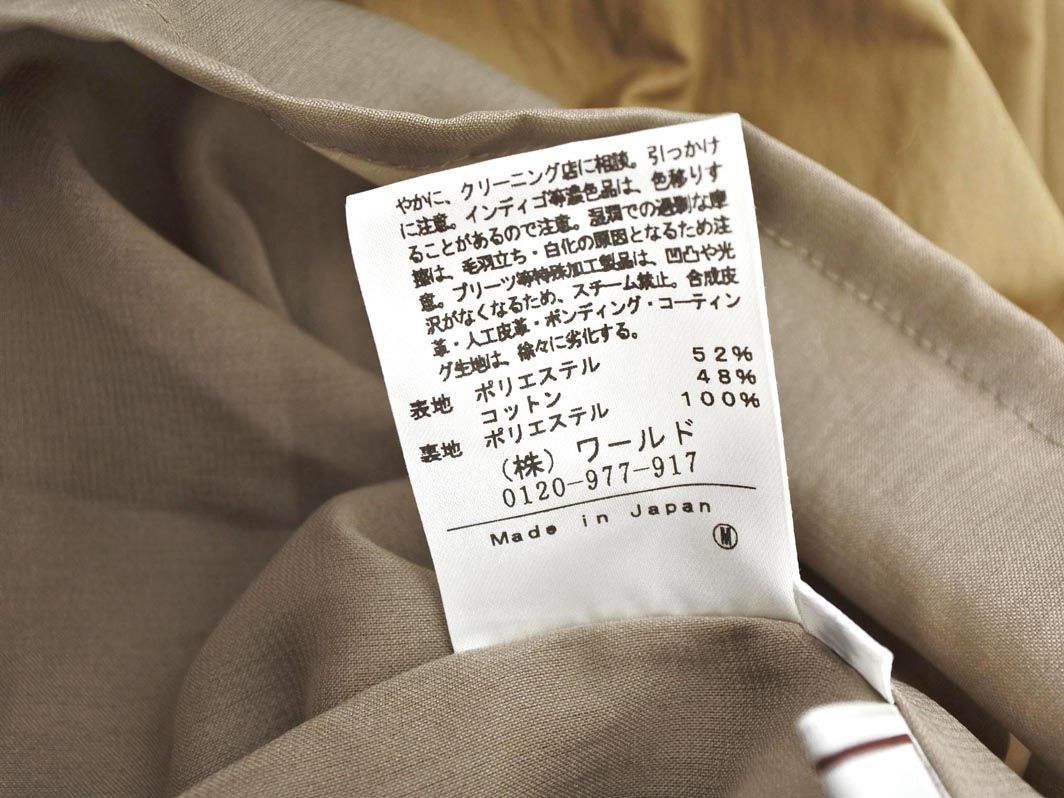 やかに、クリーニング店に相談。引っかけ
に注意。インディゴ等濃色品は、色移りす
ることがあるので注意。湿潤での過剰な摩
擦は、毛羽立ち・白化の原因となるため注
意。プリーツ等特殊加工製品は、凹凸や光
沢がなくなるため、スチーム禁止。合成皮
革・人工皮革・ボンディング・コーティン
グ生地は、徐々に劣化する。
表地 ポリエステル 52%
コットン 48%
裏地 ポリエステル 100%
(株) ワールド
0120-977-917
Made in Japan
M